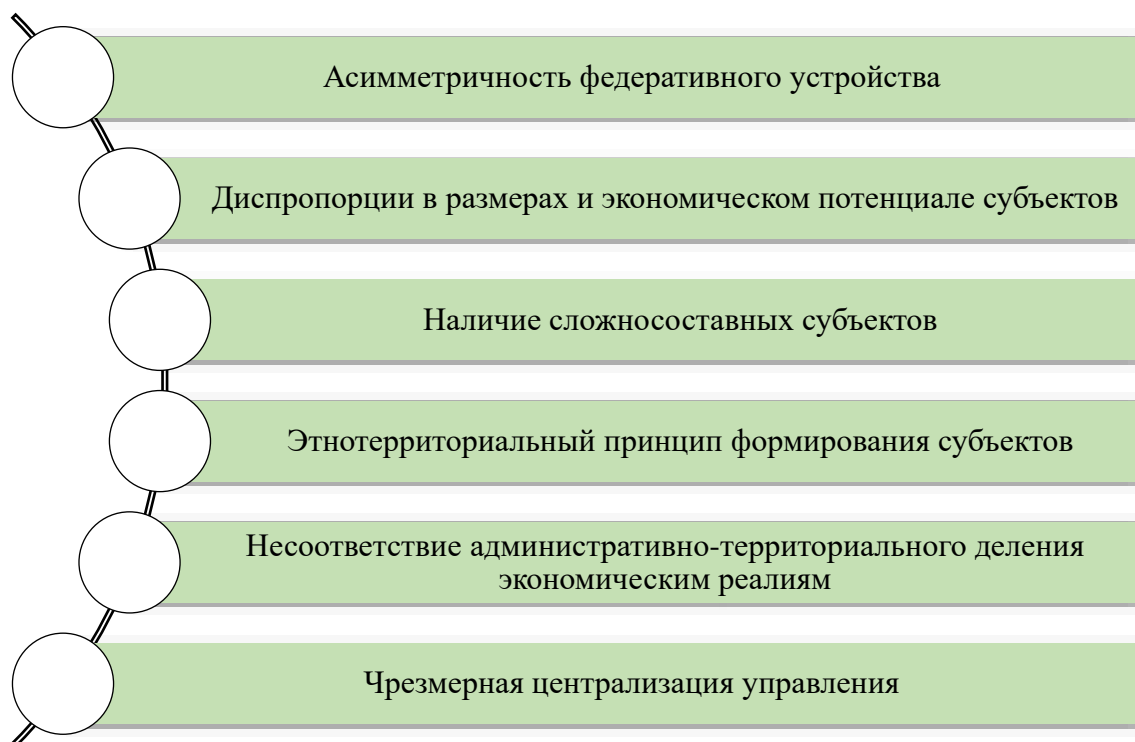 Асимметричность федеративного устройства
Диспропорции в размерах и экономическом потенциале субъектов
Наличие сложносоставных субъектов
Этнотерриториальный принцип формирования субъектов
Несоответствие административно-территориального деления
экономическим реалиям
Чрезмерная централизация управления